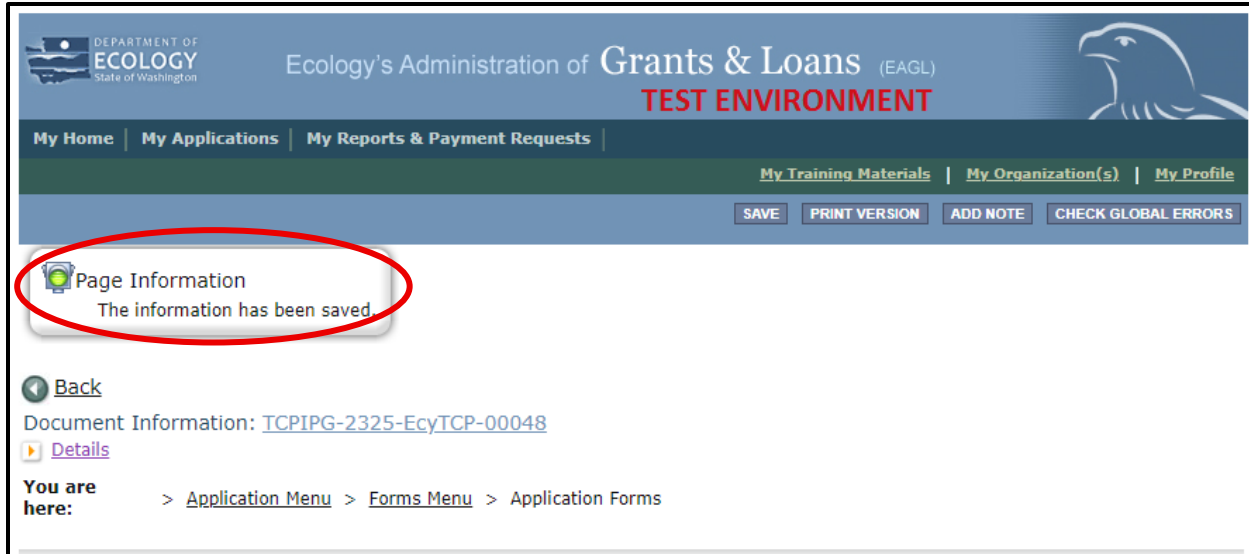 DEPARTMENT OF
ECOLOGY
State of Washington
Ecology's Administration of Grants & Loans (EAGL)
TEST ENVIRONMENT
My Home | My Applications | My Reports & Payment Requests |
My Training Materials | My Organization(s) | My Profile
SAVE PRINT VERSION ADD NOTE CHECK GLOBAL ERRORS
Page Information
The information has been saved.
Back
Document Information: TCPIPG-2325-EcyTCP-00048
Details
You are here: > Application Menu > Forms Menu > Application Forms